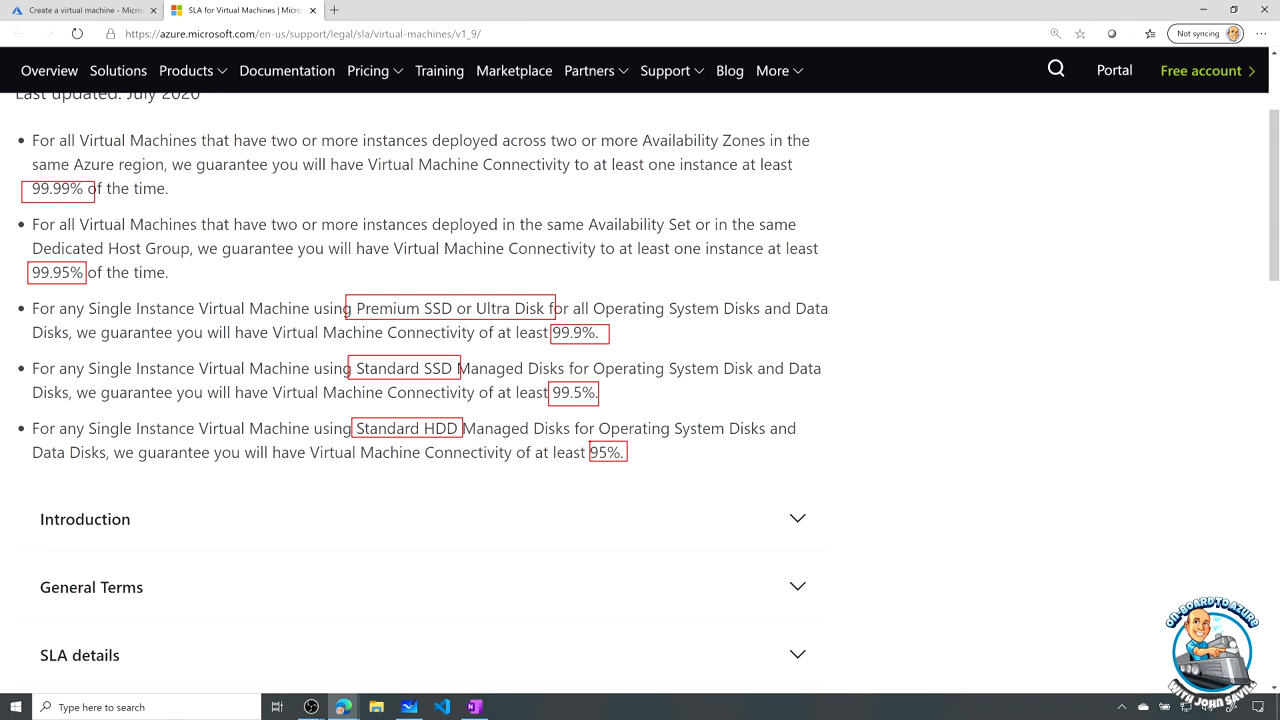 Create a virtual machine - Micros
SLA for Virtual Machines | Micro
https://azure.microsoft.com/en-us/support/legal/sla/virtual-machines/v1_9/
Not syncing
Overview Solutions Products Documentation Pricing Training Marketplace Partners Support Blog More Portal Free account
Last updated: July 2020
• For all Virtual Machines that have two or more instances deployed across two or more Availability Zones in the
same Azure region, we guarantee you will have Virtual Machine Connectivity to at least one instance at least
99.99% of the time.
• For all Virtual Machines that have two or more instances deployed in the same Availability Set or in the same
Dedicated Host Group, we guarantee you will have Virtual Machine Connectivity to at least one instance at least
99.95% of the time.
• For any Single Instance Virtual Machine using Premium SSD or Ultra Disk for all Operating System Disks and Data
Disks, we guarantee you will have Virtual Machine Connectivity of at least 99.9%.
• For any Single Instance Virtual Machine using Standard SSD Managed Disks for Operating System Disk and Data
Disks, we guarantee you will have Virtual Machine Connectivity of at least 99.5%.
• For any Single Instance Virtual Machine using Standard HDD Managed Disks for Operating System Disks and
Data Disks, we guarantee you will have Virtual Machine Connectivity of at least 95%.
Introduction
General Terms
SLA details
ON-BOARD TO AZURE
WITH JOHN SAVILL
Type here to search